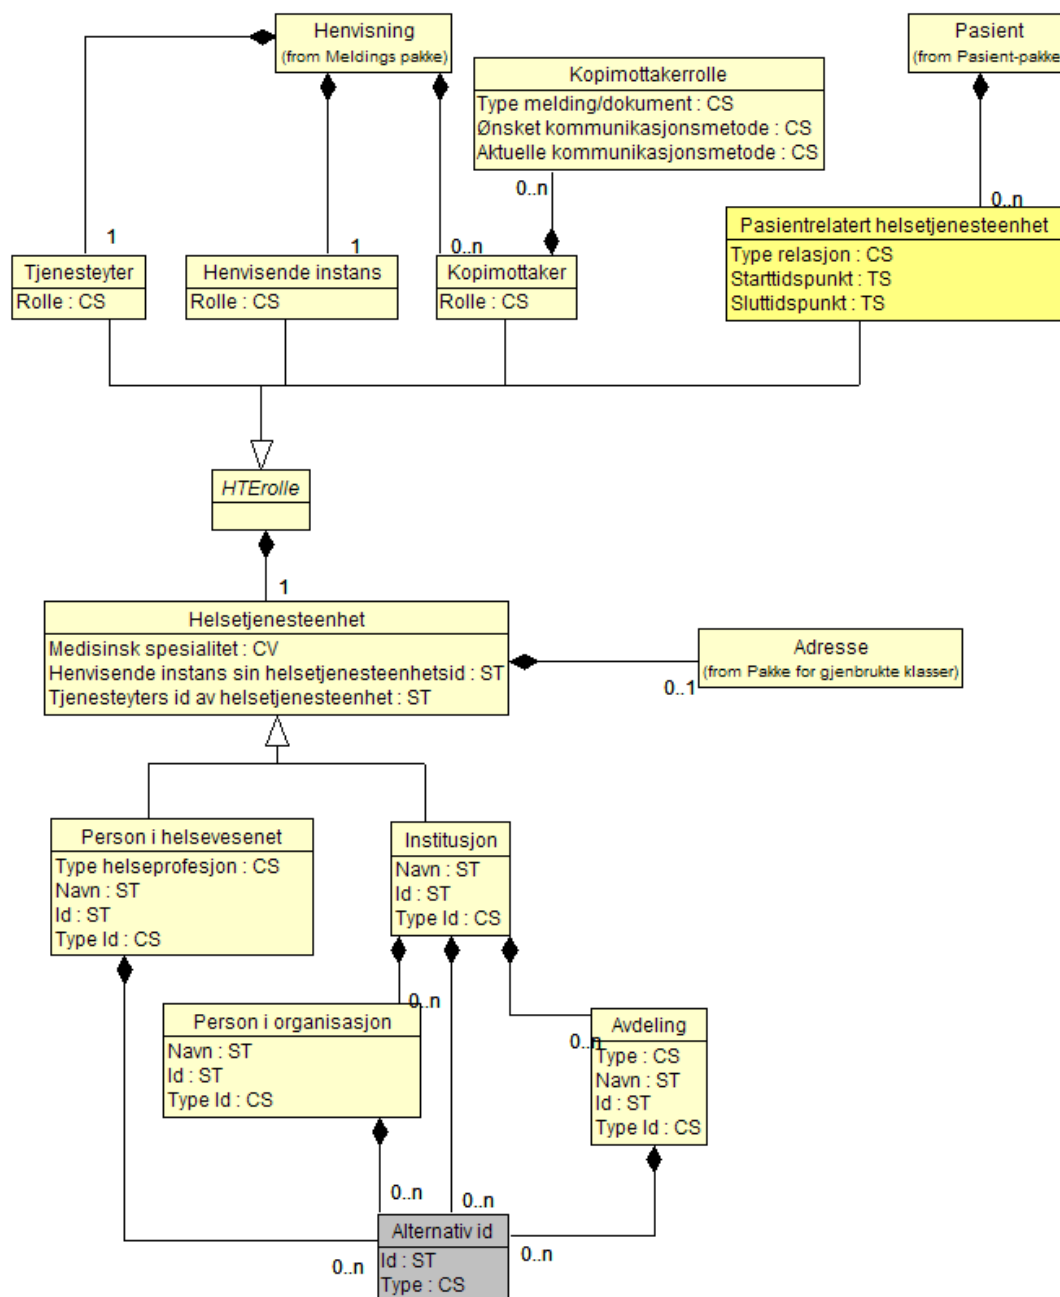 Henvisning
(from Meldings pakke)
Pasient
(from Pasient-pakke
Kopimottakerrolle
Type melding/dokument : CS
Ønsket kommunikasjonsmetode : CS
Aktuelle kommunikasjonsmetode : CS
0..n
0..n
1
1
0..n
Tjenesteyter
Rolle : CS
Henvisende instans
Rolle : CS
Kopimottaker
Rolle : CS
Pasientrelatert helsetjenesteenhet
Type relasjon : CS
Starttidspunkt : TS
Sluttidspunkt : TS
HTErolle
1
Helsetjenesteenhet
Medisinsk spesialitet : CV
Henvisende instans sin helsetjenesteenhetsid : ST
Tjenesteyters id av helsetjenesteenhet : ST
Adresse
(from Pakke for gjenbrukte klasser)
0..1
Person i helsevesenet
Type helseprofesjon : CS
Navn : ST
Id : ST
Type Id : CS
Institusjon
Navn : ST
Id : ST
Type Id : CS
0..n
Person i organisasjon
Navn : ST
Id : ST
Type Id : CS
0..n
Avdeling
Type : CS
Navn : ST
Id : ST
Type Id : CS
0..n
0..n
0..n
0..n
Alternativ id
Id : ST
Type : CS